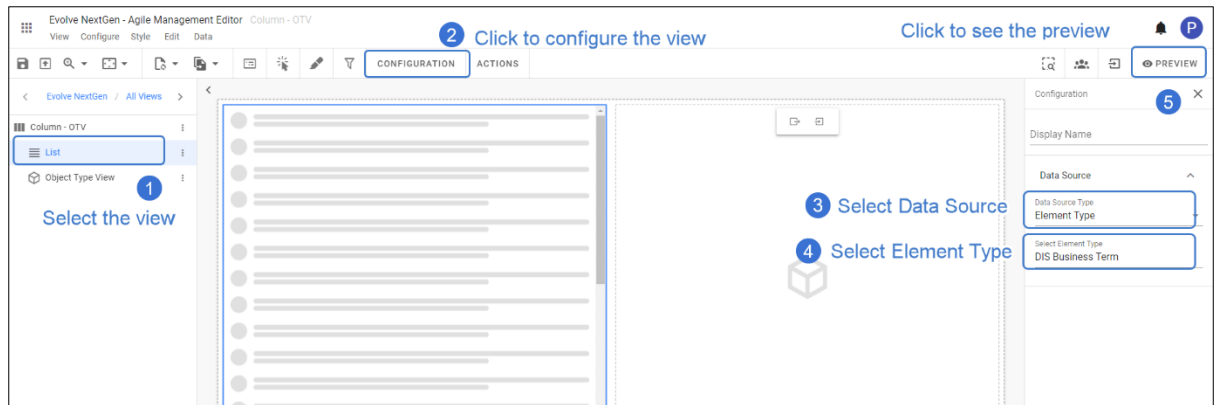 Evolve NextGen - Agile Management Editor Column - OTV
View Configure Style Edit Data
2 Click to configure the view
Click to see the preview
P
CONFIGURATION ACTIONS
PREVIEW
Evolve NextGen / All Views
Configuration
5
Column - OTV
List
Object Type View
1
Select the view
Display Name
Data Source
3 Select Data Source
Data Source Type
Element Type
4 Select Element Type
Select Element Type
DIS Business Term